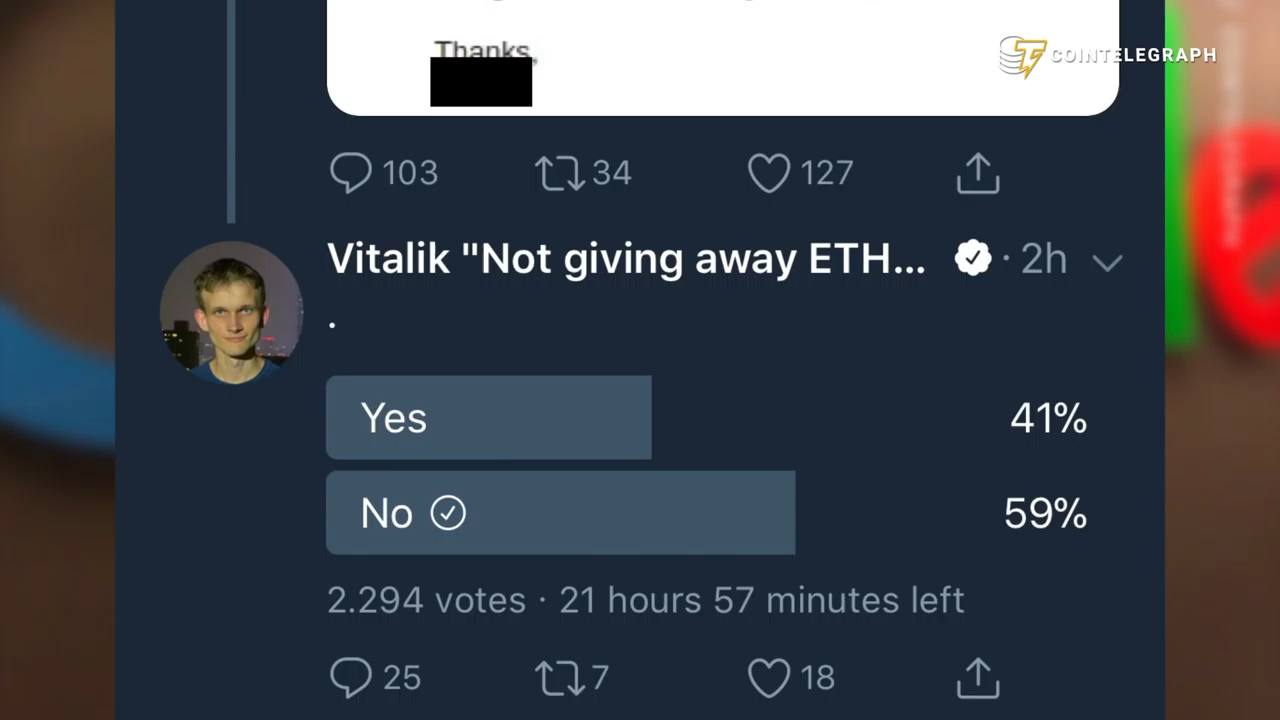 Thanks,
COINTELEGRAPH
103 34 127
Vitalik "Not giving away ETH... · 2h
.
Yes 41%
No 59%
2.294 votes · 21 hours 57 minutes left
25 7 18